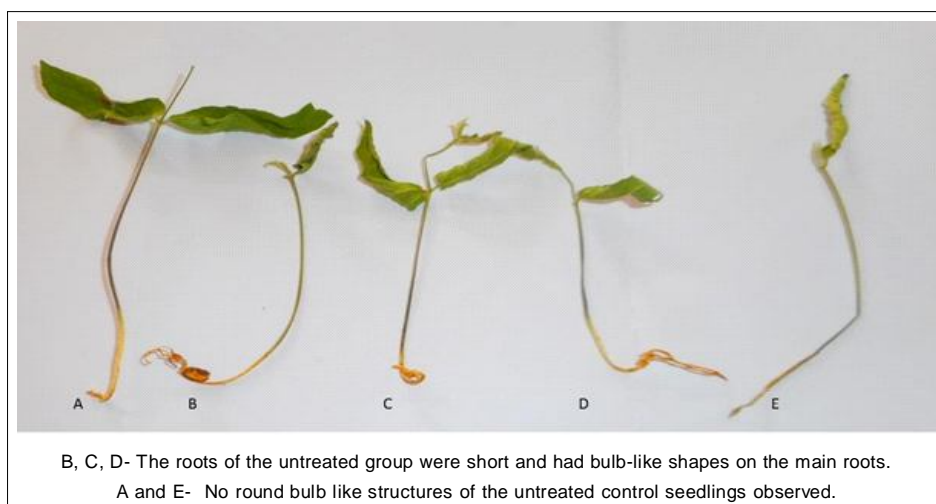 A B C D E
B, C, D- The roots of the untreated group were short and had bulb-like shapes on the main roots.
A and E- No round bulb like structures of the untreated control seedlings observed.